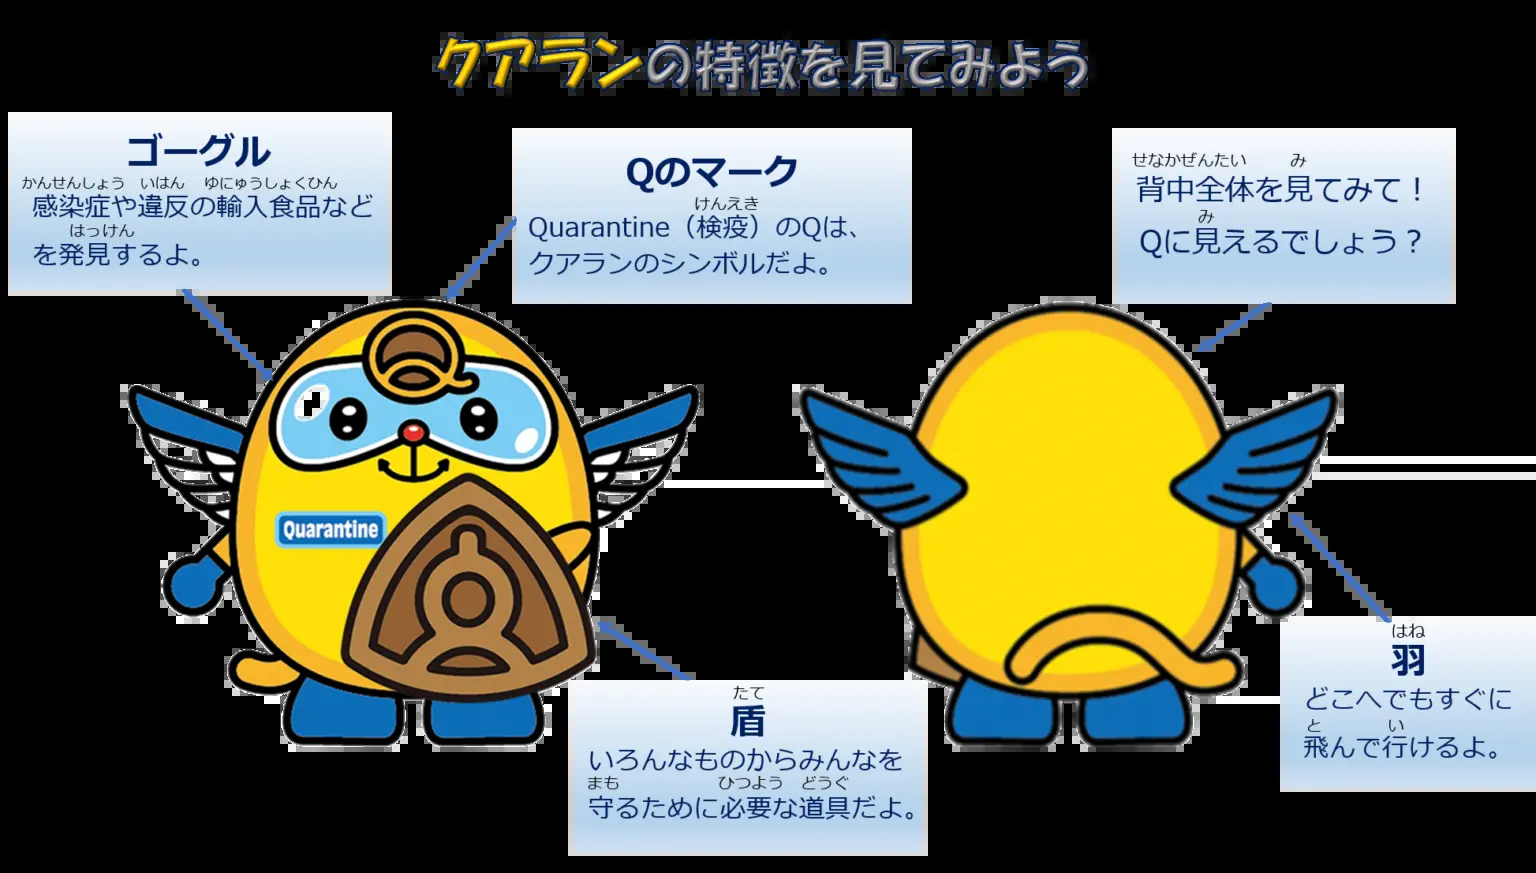 クアランの特徴を見てみよう
ゴーグル
かんせんしょう いはん ゆにゅうしょくひん
感染症や違反の輸入食品など
はっけん
を発見するよ。
Qのマーク
けんえき
Quarantine（検疫）のQは、
クアランのシンボルだよ。
せなかぜんたい み
背中全体を見てみて！
み
Qに見えるでしょう？
Quarantine
たて
盾
いろんなものからみんなを
まも ひつよう どうぐ
守るために必要な道具だよ。
はね
羽
どこへでもすぐに
と い
飛んで行けるよ。